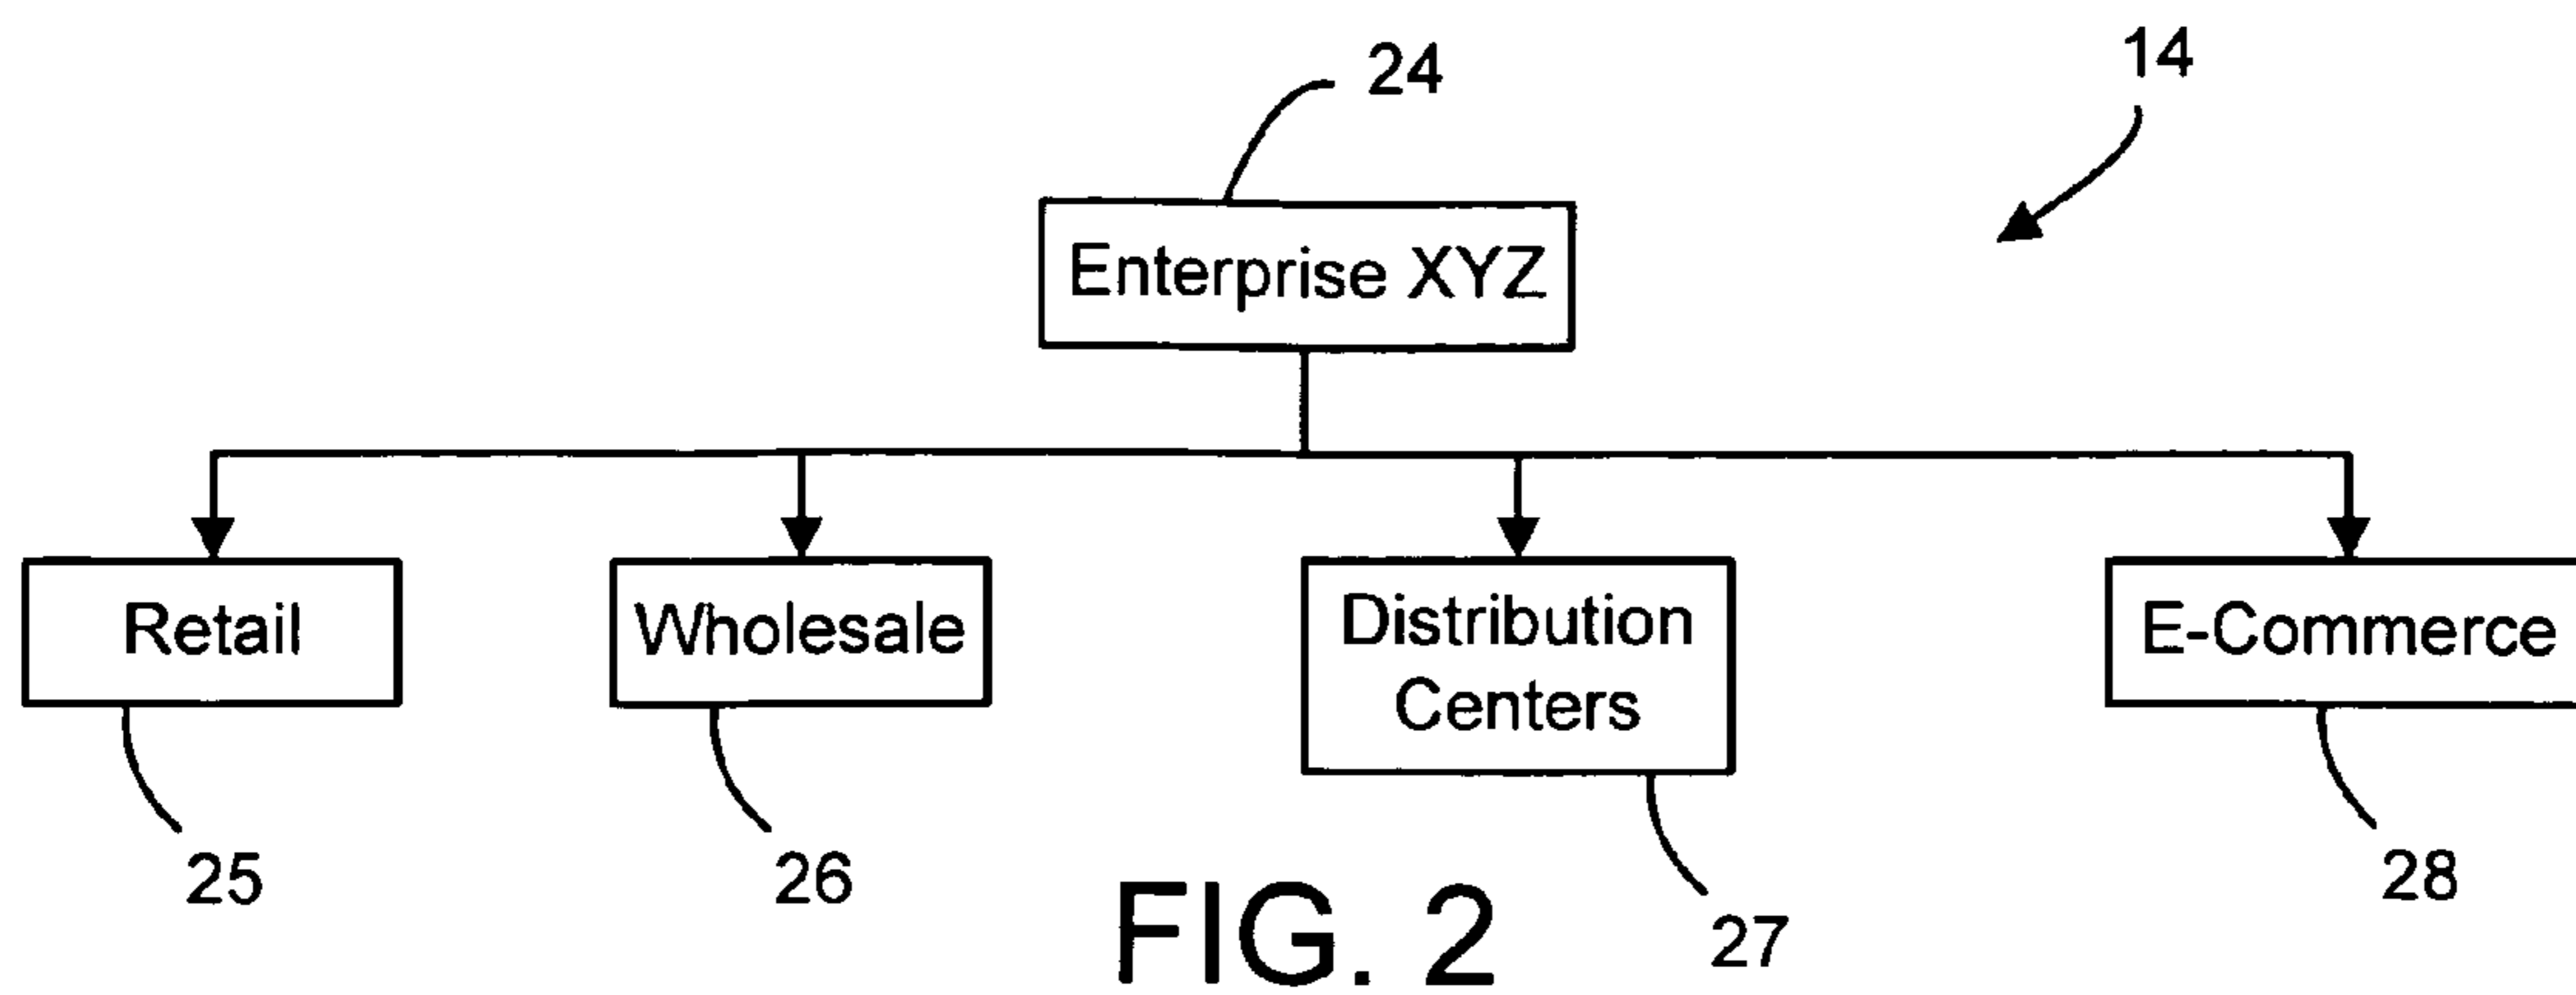 24
14
Enterprise XYZ
Retail
Wholesale
Distribution
Centers
E-Commerce
25
26
27
28
FIG. 2